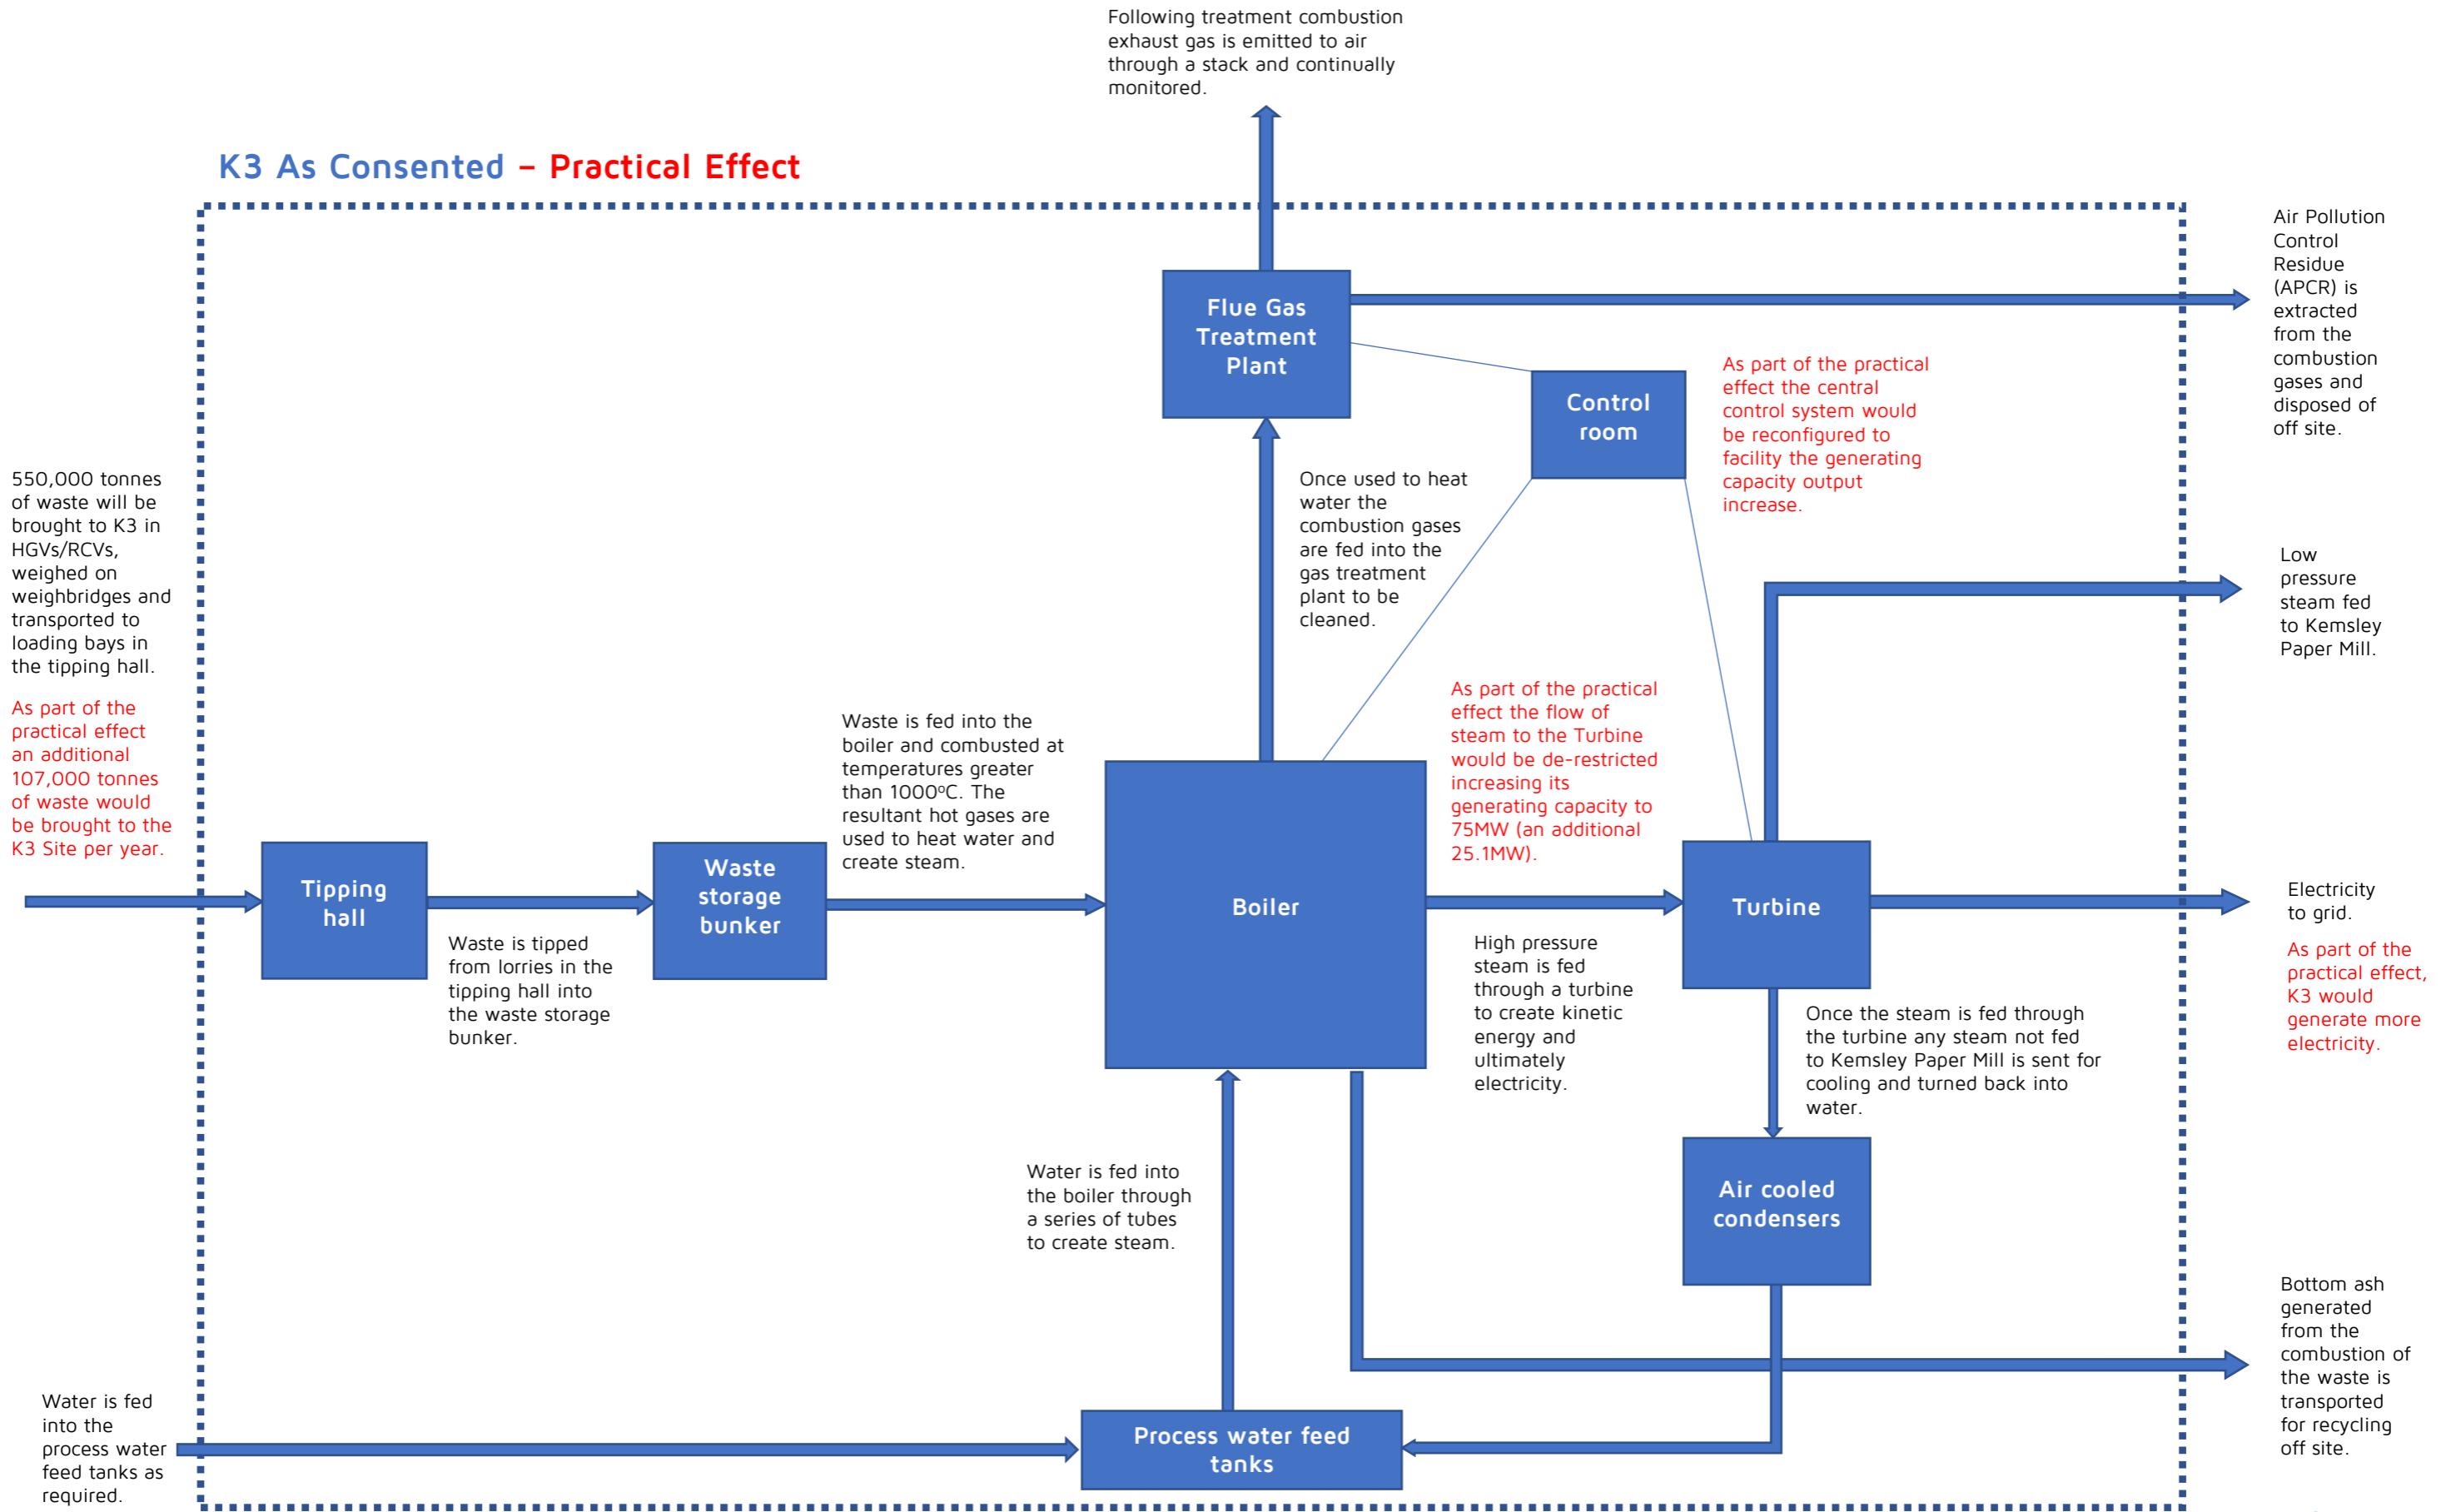 Following treatment combustion
exhaust gas is emitted to air
through a stack and continually
monitored.
K3 As Consented – Practical Effect
Air Pollution
Control
Residue
(APCR) is
extracted
from the
combustion
gases and
disposed of
off site.
Flue Gas
Treatment
Plant
Control
room
As part of the practical
effect the central
control system would
be reconfigured to
facility the generating
capacity output
increase.
550,000 tonnes
of waste will be
brought to K3 in
HGVs/RCVs,
weighed on
weighbridges and
transported to
loading bays in
the tipping hall.
As part of the
practical effect
an additional
107,000 tonnes
of waste would
be brought to the
K3 Site per year.
Once used to heat
water the
combustion gases
are fed into the
gas treatment
plant to be
cleaned.
Low
pressure
steam fed
to Kemsley
Paper Mill.
Waste is fed into the
boiler and combusted at
temperatures greater
than 1000ºC. The
resultant hot gases are
used to heat water and
create steam.
As part of the practical
effect the flow of
steam to the Turbine
would be de-restricted
increasing its
generating capacity to
75MW (an additional
25.1MW).
Tipping
hall
Waste
storage
bunker
Boiler
Turbine
Electricity
to grid.
As part of the
practical effect,
K3 would
generate more
electricity.
Waste is tipped
from lorries in the
tipping hall into
the waste storage
bunker.
High pressure
steam is fed
through a turbine
to create kinetic
energy and
ultimately
electricity.
Once the steam is fed through
the turbine any steam not fed
to Kemsley Paper Mill is sent for
cooling and turned back into
water.
Water is fed into
the boiler through
a series of tubes
to create steam.
Air cooled
condensers
Bottom ash
generated
from the
combustion of
the waste is
transported
for recycling
off site.
Water is fed
into the
process water
feed tanks as
required.
Process water feed
tanks